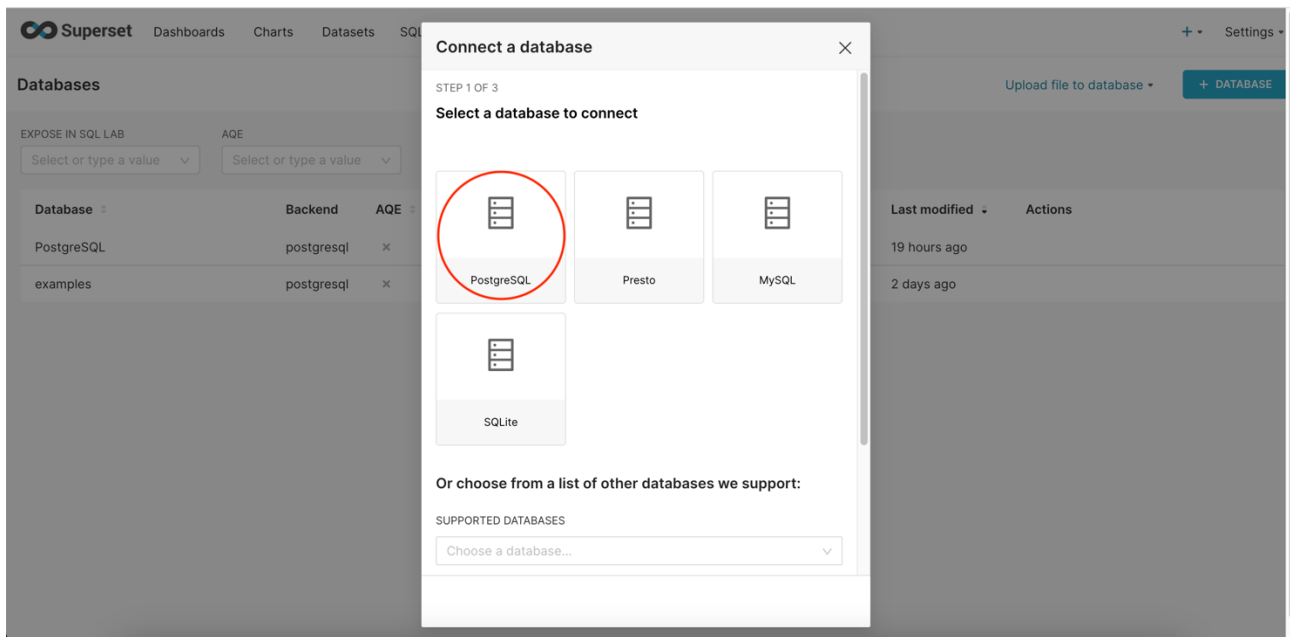 Superset Dashboards Charts Datasets SQL + Settings
Databases Upload file to database + DATABASE
EXPOSE IN SQL LAB AQE
Select or type a value Select or type a value
Database Backend AQE Last modified Actions
PostgreSQL postgresql × 19 hours ago
examples postgresql × 2 days ago
Connect a database
STEP 1 OF 3
Select a database to connect
PostgreSQL Presto MySQL
SQLite
Or choose from a list of other databases we support:
SUPPORTED DATABASES
Choose a database...